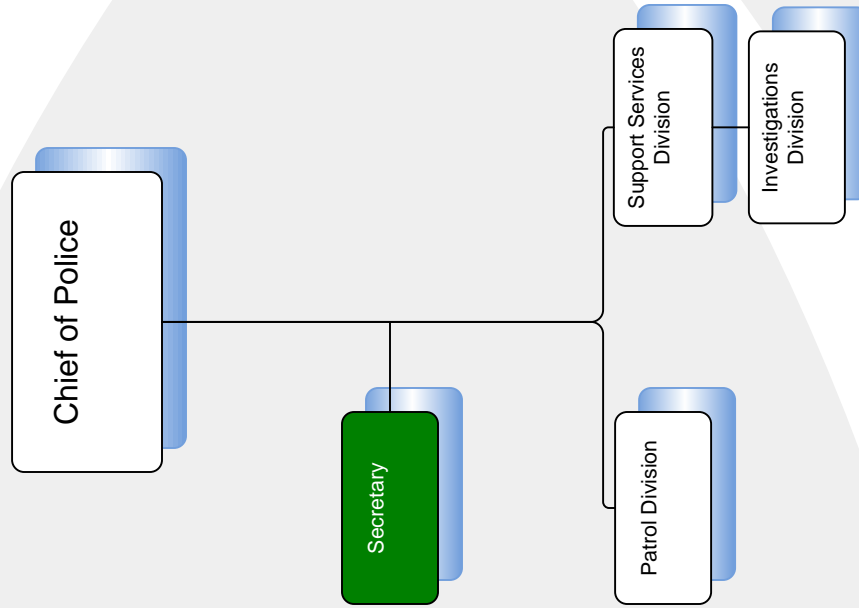 Chief of Police
Secretary
Patrol Division
Support Services
Division
Investigations
Division